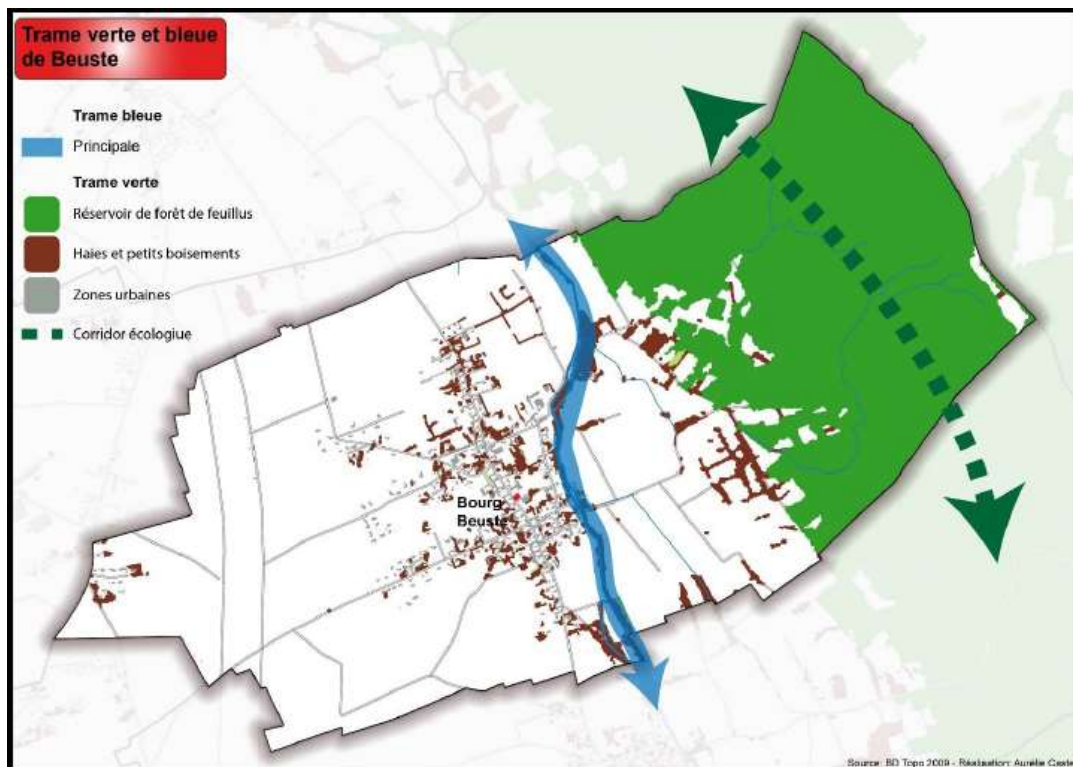 Trame verte et bleue
de Beuste
Trame bleue
Principale
Trame verte
Réservoir de forêt de feuillus
Haies et petits boisements
Zones urbaines
Corridor écologiue
Bourg
Beuste
Source: BD Topo 2009 - Réalisation: Aurélie